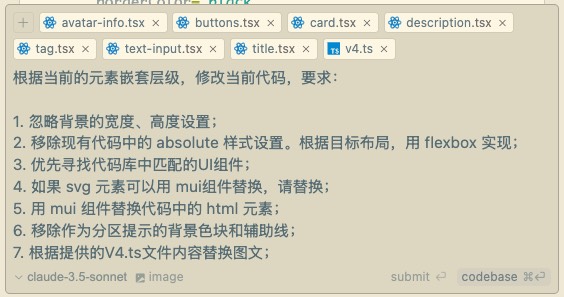 avatar-info.tsx × buttons.tsx × card.tsx × description.tsx ×
tag.tsx × text-input.tsx × title.tsx × TS v4.ts ×
根据当前的元素嵌套层级，修改当前代码，要求：
1. 忽略背景的宽度、高度设置；
2. 移除现有代码中的 absolute 样式设置。根据目标布局，用 flexbox 实现；
3. 优先寻找代码库中匹配的UI组件；
4. 如果 svg 元素可以用 mui组件替换，请替换；
5. 用 mui 组件替换代码中的 html 元素；
6. 移除作为分区提示的背景色块和辅助线；
7. 根据提供的V4.ts文件内容替换图文；
claude-3.5-sonnet image submit ⏎ codebase ⌘⏎